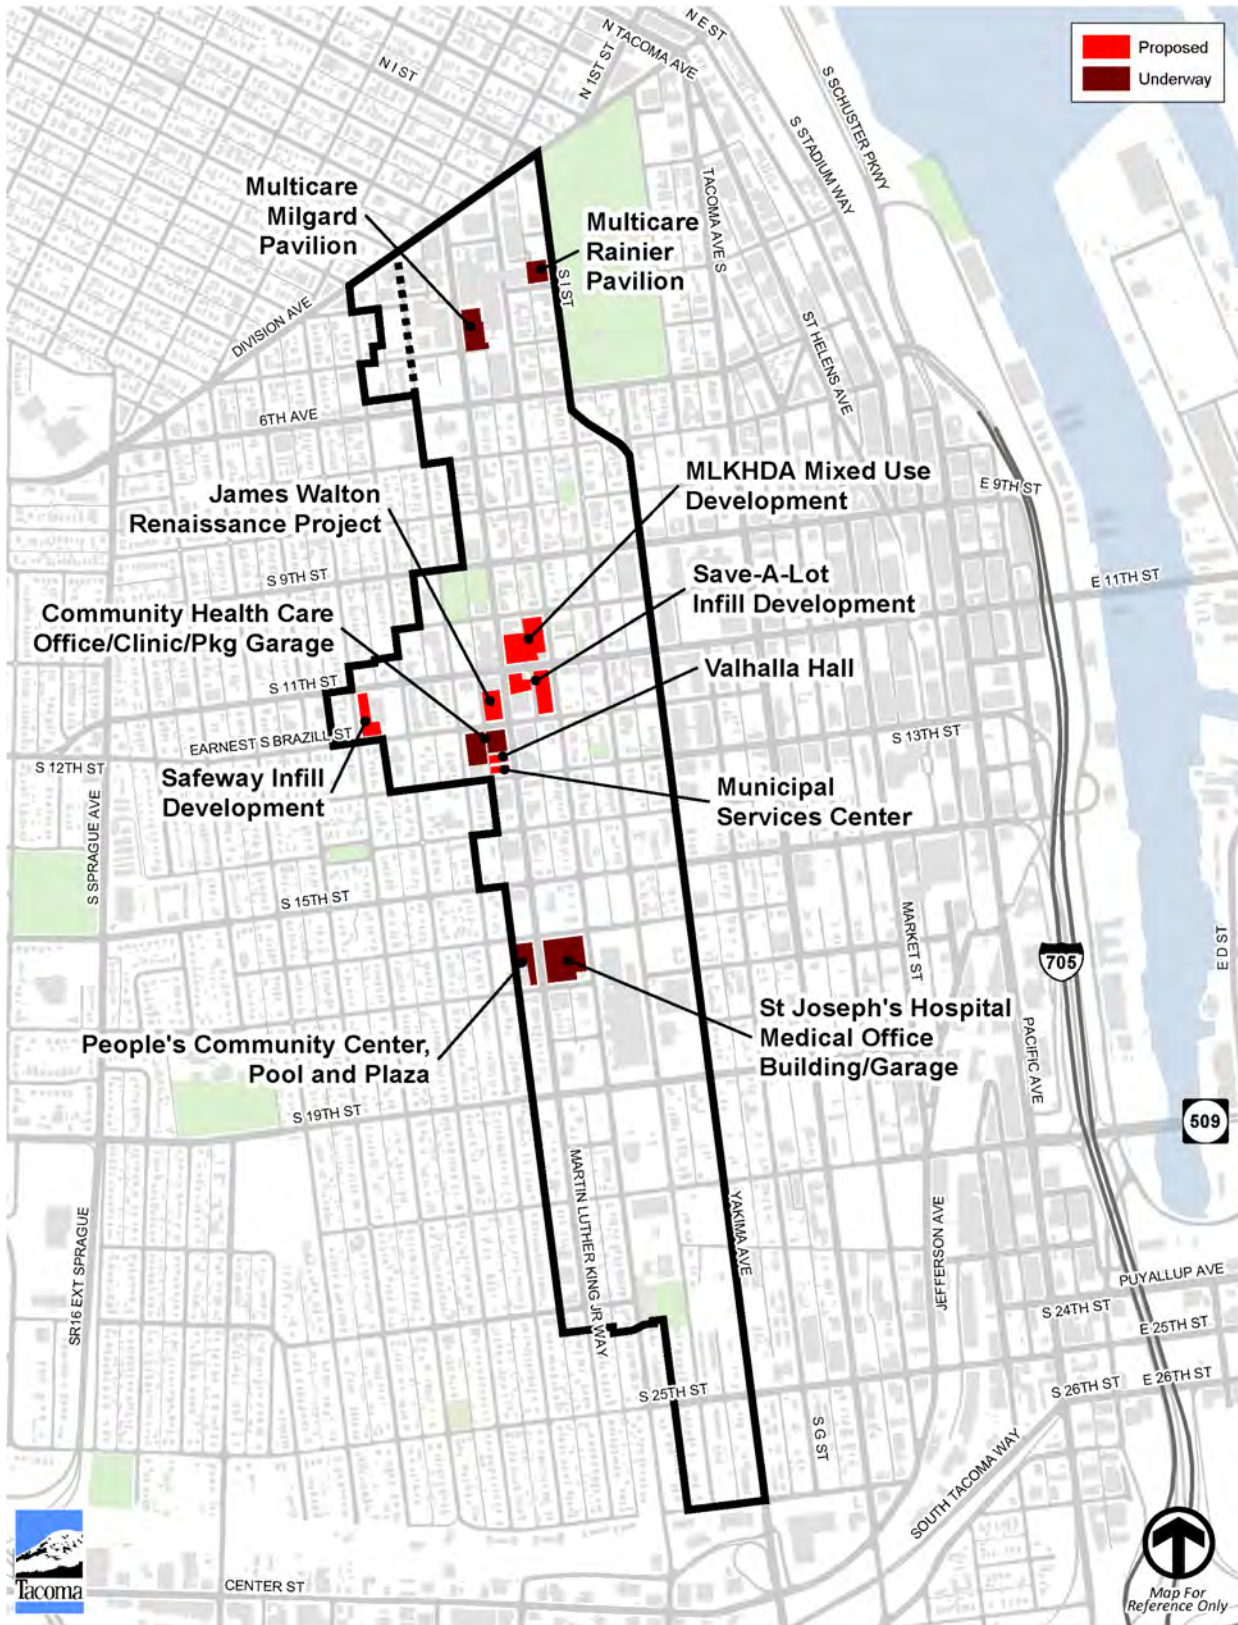 Proposed
Underway
N E ST
N TACOMA AVE
N 1ST ST
N I ST
S SCHUSTER PKWY
S STADIUM WAY
TACOMA AVE S
Multicare
Milgard
Pavilion
Multicare
Rainier
Pavilion
S I ST
DIVISION AVE
ST HELENS AVE
6TH AVE
MLKHDA Mixed Use
Development
E 9TH ST
James Walton
Renaissance Project
S 9TH ST
E 11TH ST
Save-A-Lot
Infill Development
Community Health Care
Office/Clinic/Pkg Garage
Valhalla Hall
S 11TH ST
EARNEST S BRAZILL ST
S 13TH ST
S 12TH ST
Safeway Infill
Development
Municipal
Services Center
S SPRAGUE AVE
S 15TH ST
MARKET ST
705
E D ST
St Joseph's Hospital
Medical Office
Building/Garage
People's Community Center,
Pool and Plaza
PACIFIC AVE
S 19TH ST
509
MARTIN LUTHER KING JR WAY
YAKIMA AVE
JEFFERSON AVE
SR16 EXT SPRAGUE
PUYALLUP AVE
S 24TH ST
E 25TH ST
S 25TH ST
S 26TH ST
E 26TH ST
S G ST
SOUTH TACOMA WAY
Tacoma
CENTER ST
Map For
Reference Only